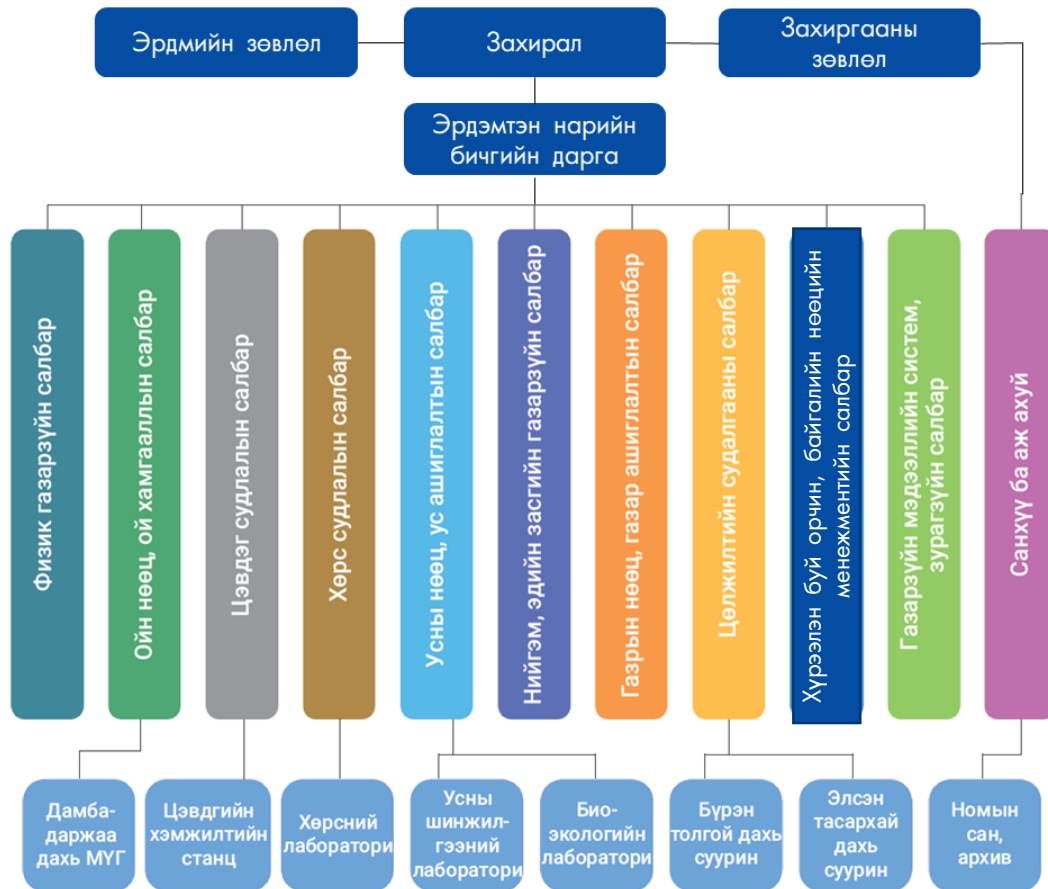 Эрдмийн зөвлөл
Захирал
Захиргааны
зөвлөл
Эрдэмтэн нарийн
бичгийн дарга
Физик газарзүйн салбар
Ойн нөөц, ой хамгааллын салбар
Цэвдэг судлалын салбар
Хөрс судлалын салбар
Усны нөөц, ус ашиглалтын салбар
Нийгэм, эдийн засгийн газарзүйн салбар
Газрын нөөц, газар ашиглалтын салбар
Цөлжилтийн судалгааны салбар
Хүрээлэн буй орчин, байгалийн нөөцийн
менежментийн салбар
Газарзүйн мэдээллийн систем,
зурагзүйн салбар
Санхүү ба аж ахуй
Дамба-
даржаа
дахь МҮГ
Цэвдгийн
хэмжилтийн
станц
Хөрсний
лаборатори
Усны
шинжил-
гээний
лаборатори
Био-
экологийн
лаборатори
Бүрэн
толгой дахь
суурин
Элсэн
тасархай
дахь
суурин
Номын
сан,
архив